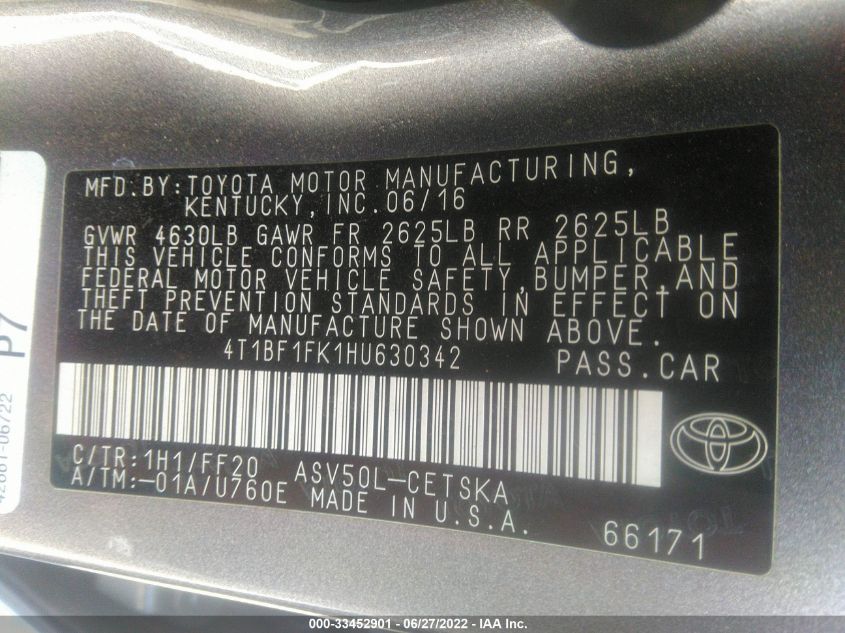 MFD.BY:TOYOTA MOTOR MANUFACTURING,
KENTUCKY,INC.06/16
GVWR 4630LB GAWR FR 2625LB RR 2625LB
THIS VEHICLE CONFORMS TO ALL APPLICABLE
FEDERAL MOTOR VEHICLE SAFETY,BUMPER,AND
THEFT PREVENTION STANDARDS IN EFFECT ON
THE DATE OF MANUFACTURE SHOWN ABOVE.
4T1BF1FK1HU630342 PASS.CAR
C/TR:1H1/FF20 ASV50L-CETSKA
A/TM:-01A/U760E MADE IN U.S.A.
66171
P7
000-33452901 - 06/27/2022 - IAA Inc.